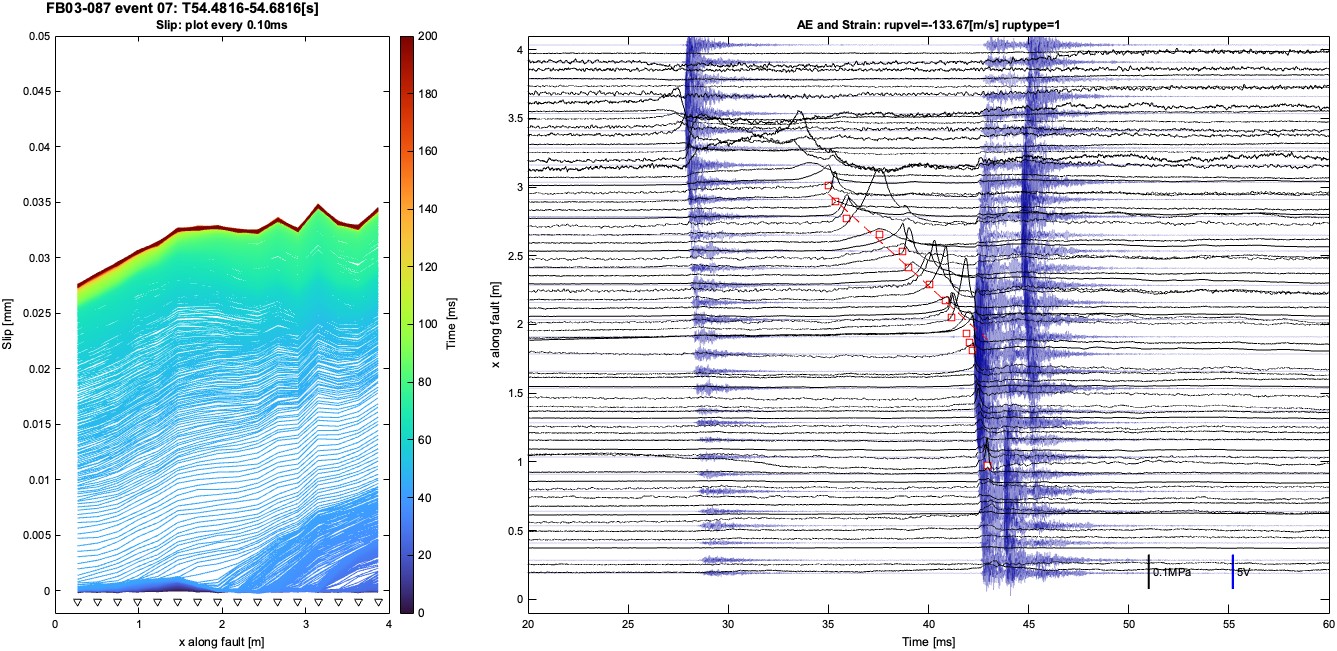 FB03-087 event 07: T54.4816-54.6816[s]
Slip: plot every 0.10ms
0.05
0.045
0.04
0.035
0.03
0.025
0.02
0.015
0.01
0.005
0
Slip [mm]
0 1 2 3 4
x along fault [m]
200
180
160
140
120
100
80
60
40
20
0
Time [ms]
AE and Strain: rupvel=-133.67[m/s] ruptype=1
4
3.5
3
2.5
2
1.5
1
0.5
0
x along fault [m]
0.1MPa 5V
20 25 30 35 40 45 50 55 60
Time [ms]